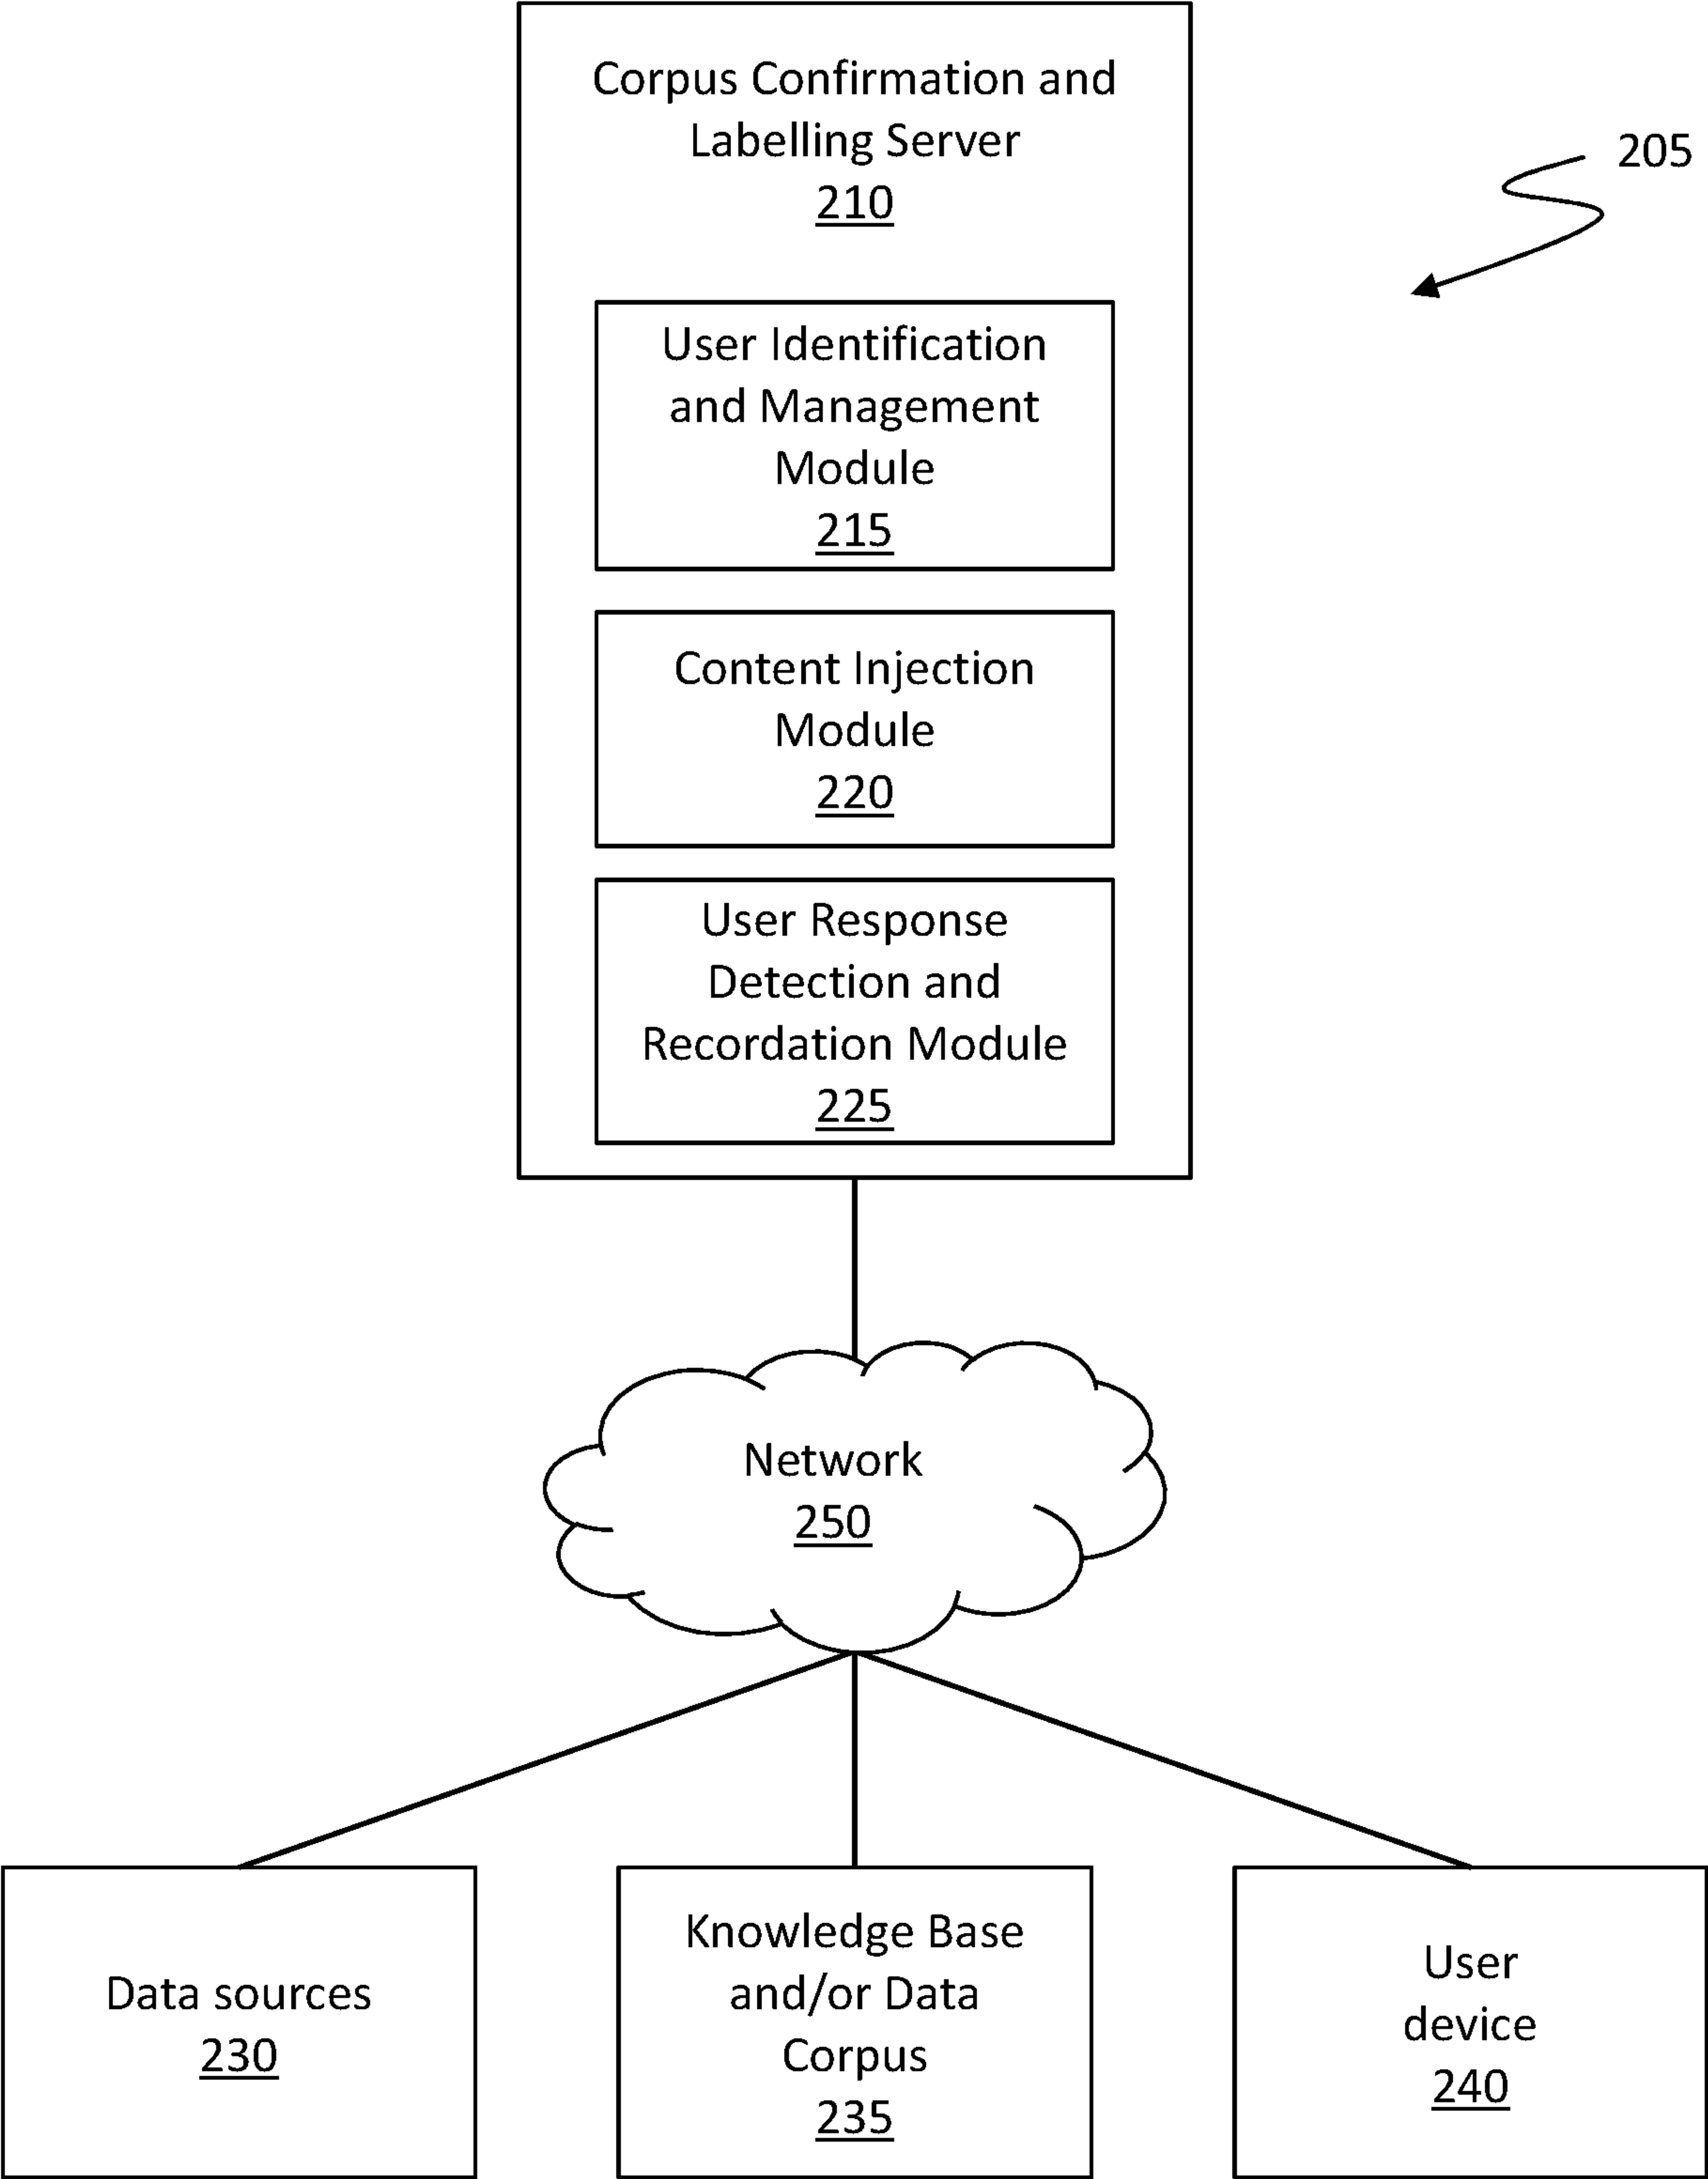 Corpus Confirmation and
Labelling Server
210
205
User Identification
and Management
Module
215
Content Injection
Module
220
User Response
Detection and
Recordation Module
225
Network
250
Data sources
230
Knowledge Base
and/or Data
Corpus
235
User
device
240